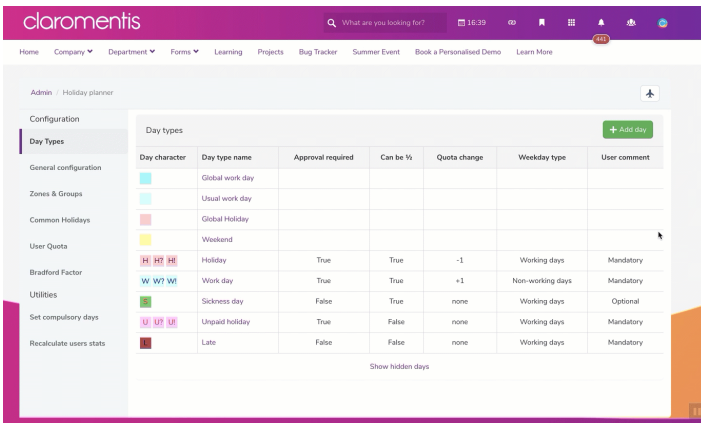 claromentis
What are you looking for?
16:39
441
Home Company Department Forms Learning Projects Bug Tracker Summer Event Book a Personalised Demo Learn More
Admin / Holiday planner
Configuration
Day Types
General configuration
Zones & Groups
Common Holidays
User Quota
Bradford Factor
Utilities
Set compulsory days
Recalculate users stats
Day types
+ Add day
Day character Day type name Approval required Can be ½ Quota change Weekday type User comment
Global work day
Usual work day
Global Holiday
Weekend
H H? H! Holiday True True -1 Working days Mandatory
W W? W! Work day True True +1 Non-working days Mandatory
S Sickness day False True none Working days Optional
U U? U! Unpaid holiday True False none Working days Mandatory
L Late False False none Working days Mandatory
Show hidden days